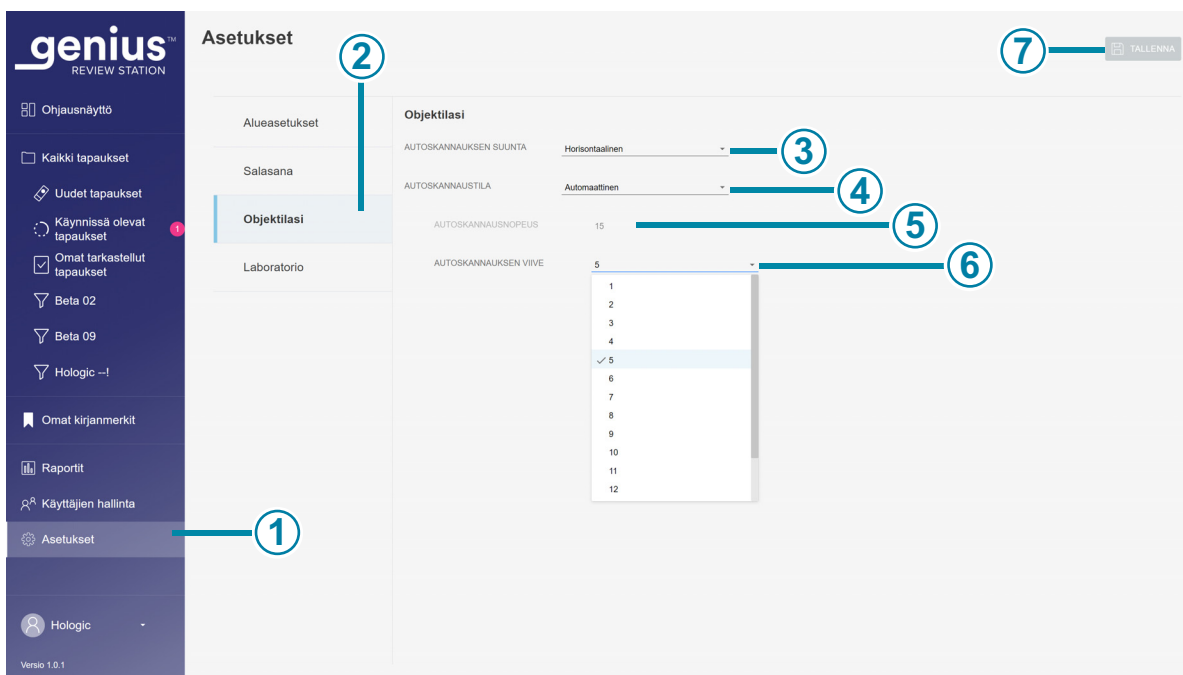 genius™
REVIEW STATION
Ohjausnäyttö
Kaikki tapaukset
Uudet tapaukset
Käynnissä olevat
tapaukset
1
Omat tarkastellut
tapaukset
Beta 02
Beta 09
Hologic --!
Omat kirjanmerkit
Raportit
Käyttäjien hallinta
Asetukset
1
Hologic
Versio 1.0.1
Asetukset
2
7
TALLENNA
Alueasetukset
Salasana
Objektilasi
Laboratorio
Objektilasi
AUTOSKANNAUKSEN SUUNTA
Horisontaalinen
3
AUTOSKANNAUSTILA
Automaattinen
4
AUTOSKANNAUSNOPEUS
15
5
AUTOSKANNAUKSEN VIIVE
5
6
1
2
3
4
5
6
7
8
9
10
11
12